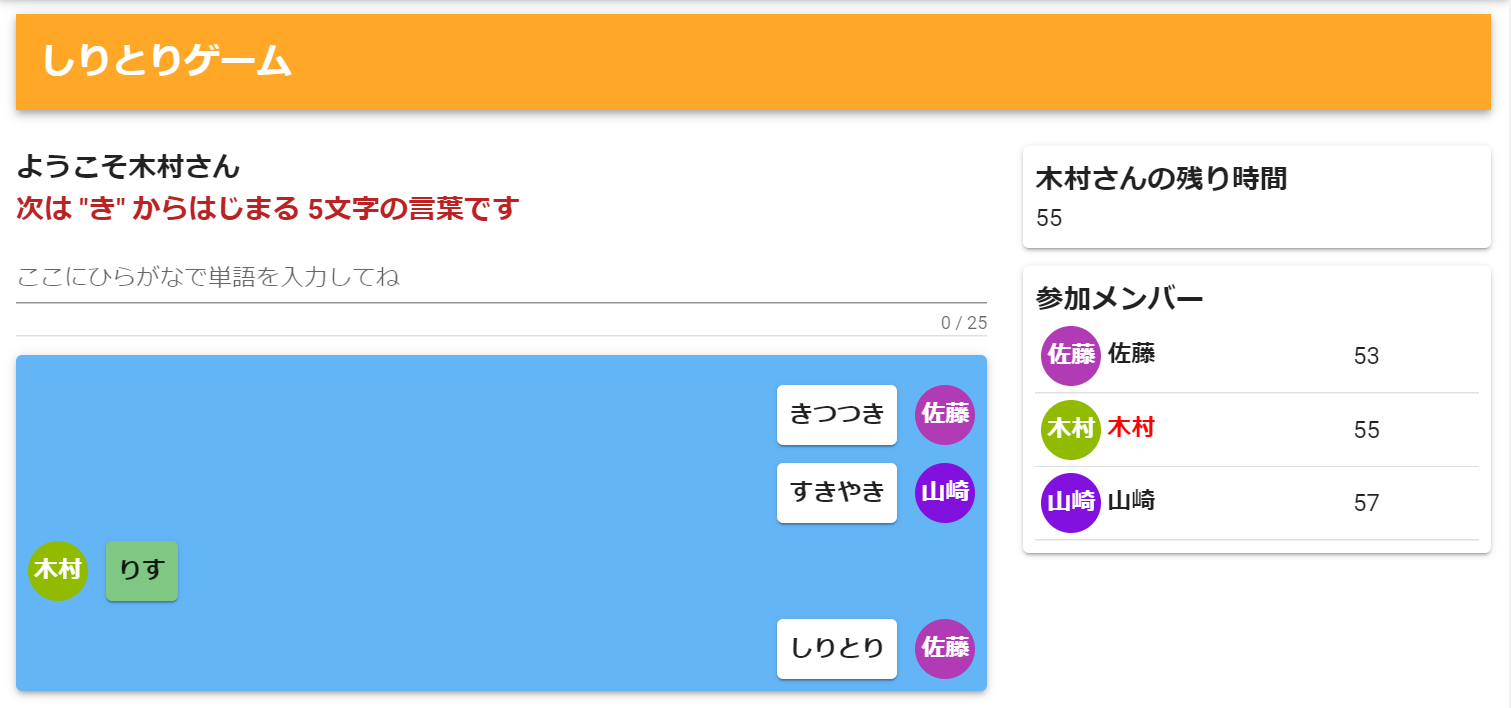 しりとりゲーム
ようこそ木村さん
次は "き" からはじまる 5文字の言葉です
ここにひらがなで単語を入力してね
0 / 25
きつつき 佐藤
すきやき 山崎
木村 りす
しりとり 佐藤
木村さんの残り時間
55
参加メンバー
佐藤 佐藤 53
木村 木村 55
山崎 山崎 57